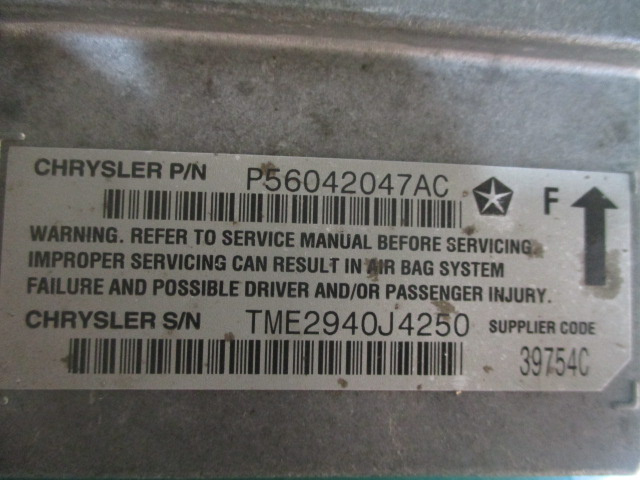 CHRYSLER P/N P56042047AC F
WARNING. REFER TO SERVICE MANUAL BEFORE SERVICING.
IMPROPER SERVICING CAN RESULT IN AIR BAG SYSTEM
FAILURE AND POSSIBLE DRIVER AND/OR PASSENGER INJURY.
CHRYSLER S/N TME2940J4250 SUPPLIER CODE
39754C